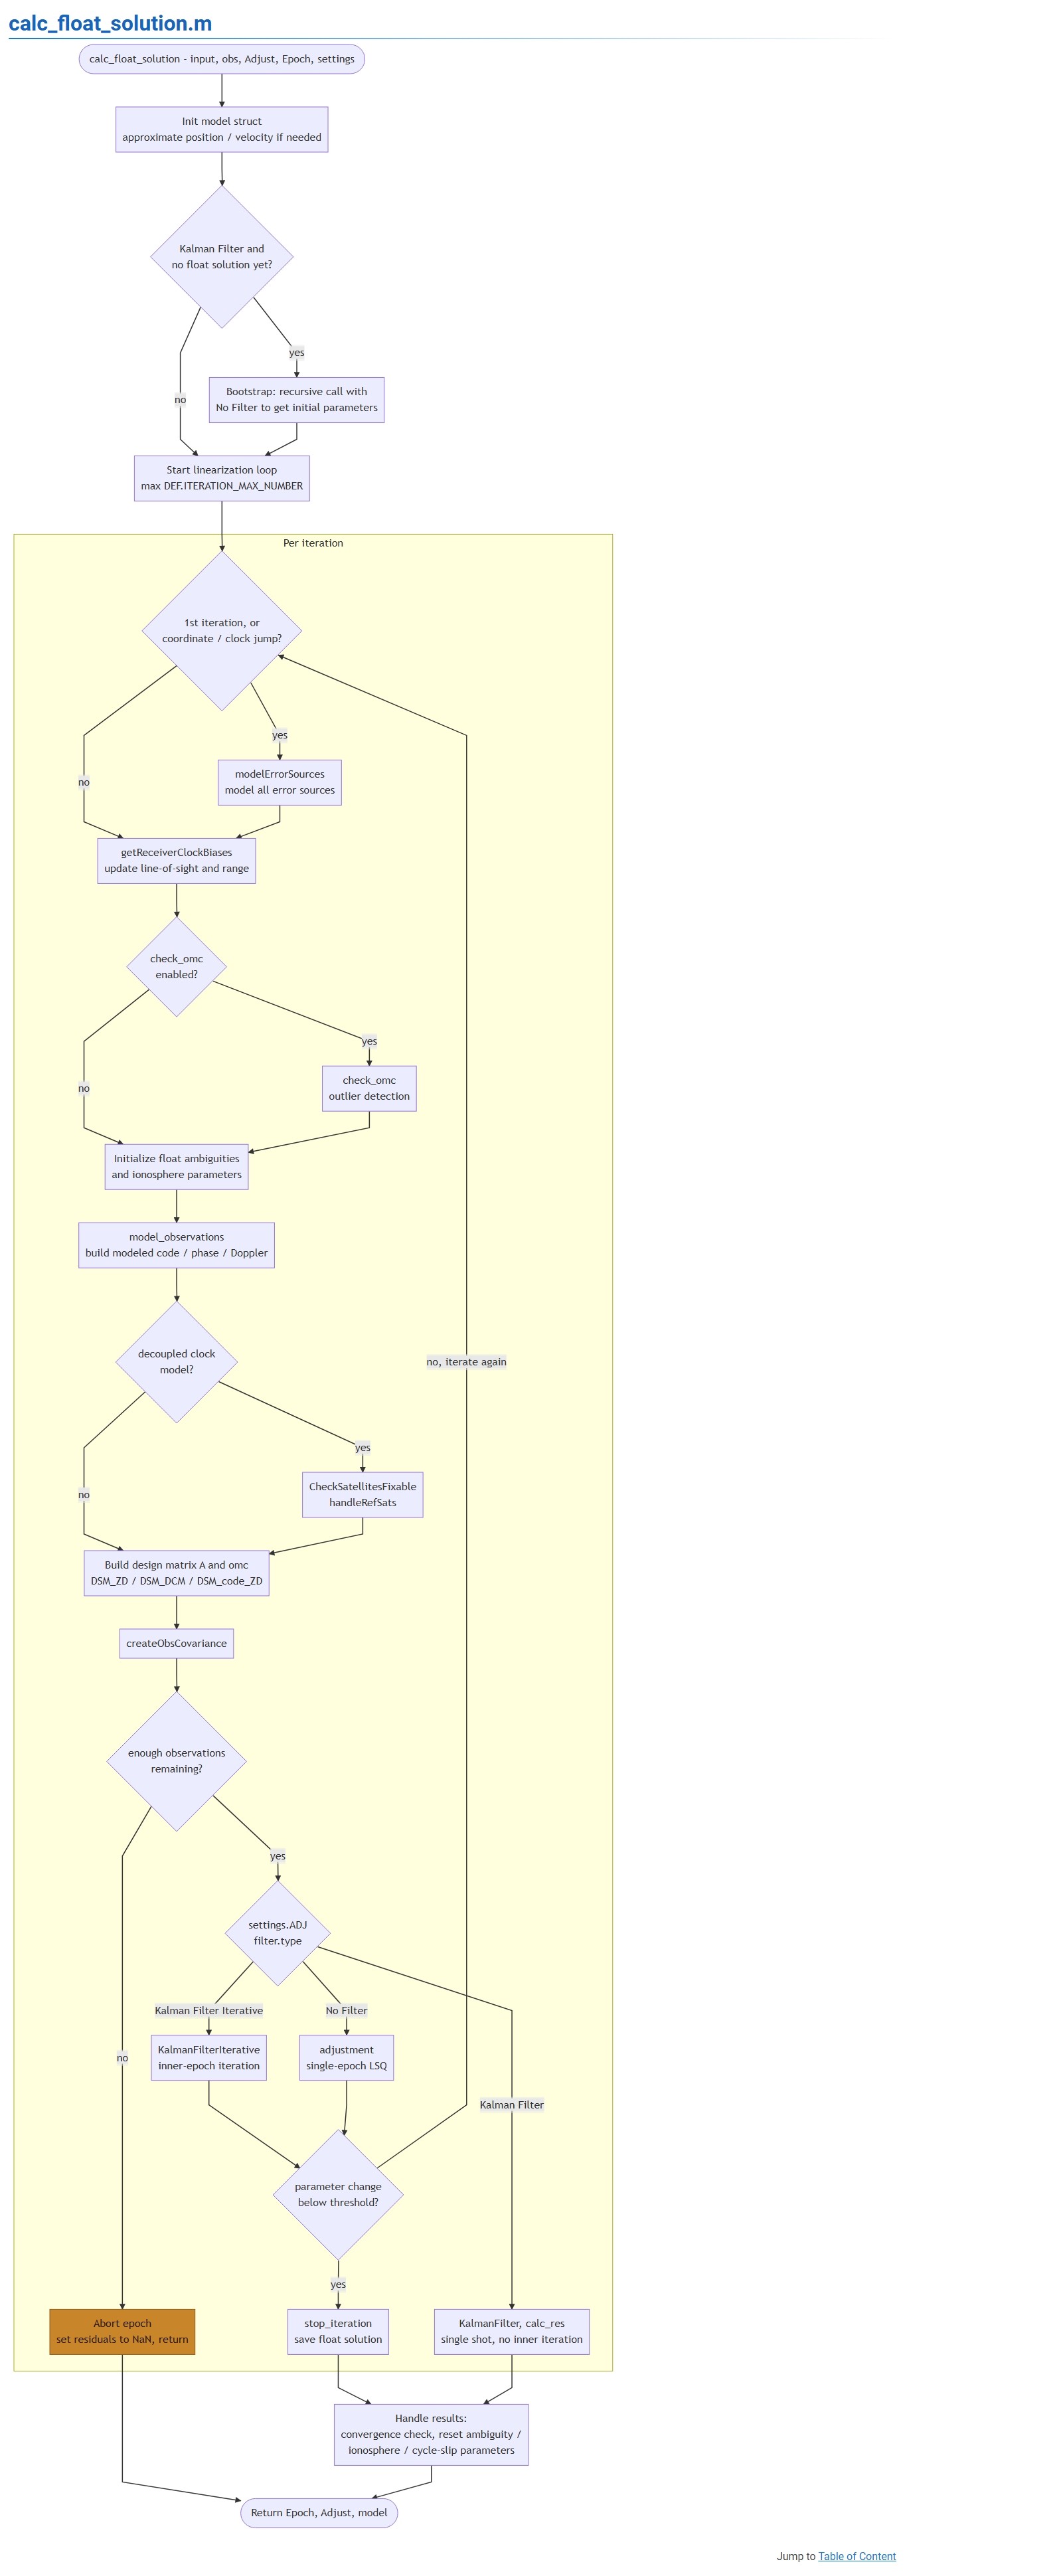 calc_float_solution.m
calc_float_solution - input, obs, Adjust, Epoch, settings
Init model struct
approximate position / velocity if needed
Kalman Filter and
no float solution yet?
yes
Bootstrap: recursive call with
No Filter to get initial parameters
no
Start linearization loop
max DEF.ITERATION_MAX_NUMBER
Per iteration
1st iteration, or
coordinate / clock jump?
yes
modelErrorSources
model all error sources
no
getReceiverClockBiases
update line-of-sight and range
check_omc
enabled?
yes
check_omc
outlier detection
no
Initialize float ambiguities
and ionosphere parameters
model_observations
build modeled code / phase / Doppler
decoupled clock
model?
no, iterate again
yes
CheckSatellitesFixable
handleRefSats
no
Build design matrix A and omc
DSM_ZD / DSM_DCM / DSM_code_ZD
createObsCovariance
enough observations
remaining?
yes
settings.ADJ
filter.type
Kalman Filter Iterative
No Filter
KalmanFilterIterative
inner-epoch iteration
adjustment
single-epoch LSQ
no
Kalman Filter
parameter change
below threshold?
yes
Abort epoch
set residuals to NaN, return
stop_iteration
save float solution
KalmanFilter, calc_res
single shot, no inner iteration
Handle results:
convergence check, reset ambiguity /
ionosphere / cycle-slip parameters
Return Epoch, Adjust, model
Jump to Table of Content